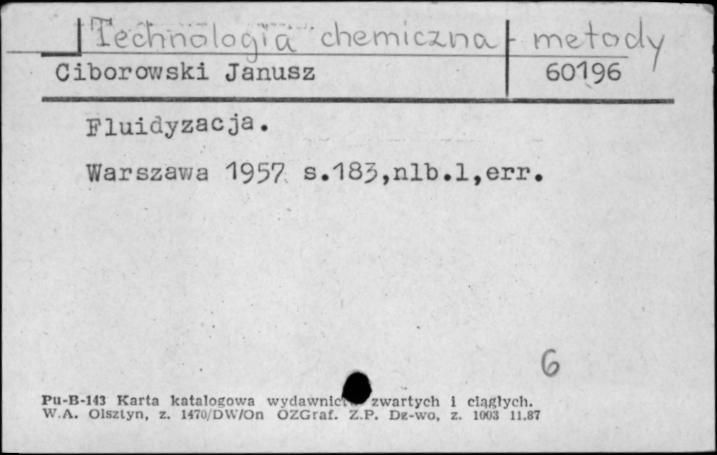 Technologia chemiczna - metody
Ciborowski Janusz 60196
Fluidyzacja.
Warszawa 1957 s.183,nlb.1,err.
6
Pu-B-143 Karta katalogowa wydawnictw zwartych i ciągłych.
W.A. Olsztyn, z. 1470/DW/On OZGraf. Z.P. Dz-wo, z. 1003 11.87